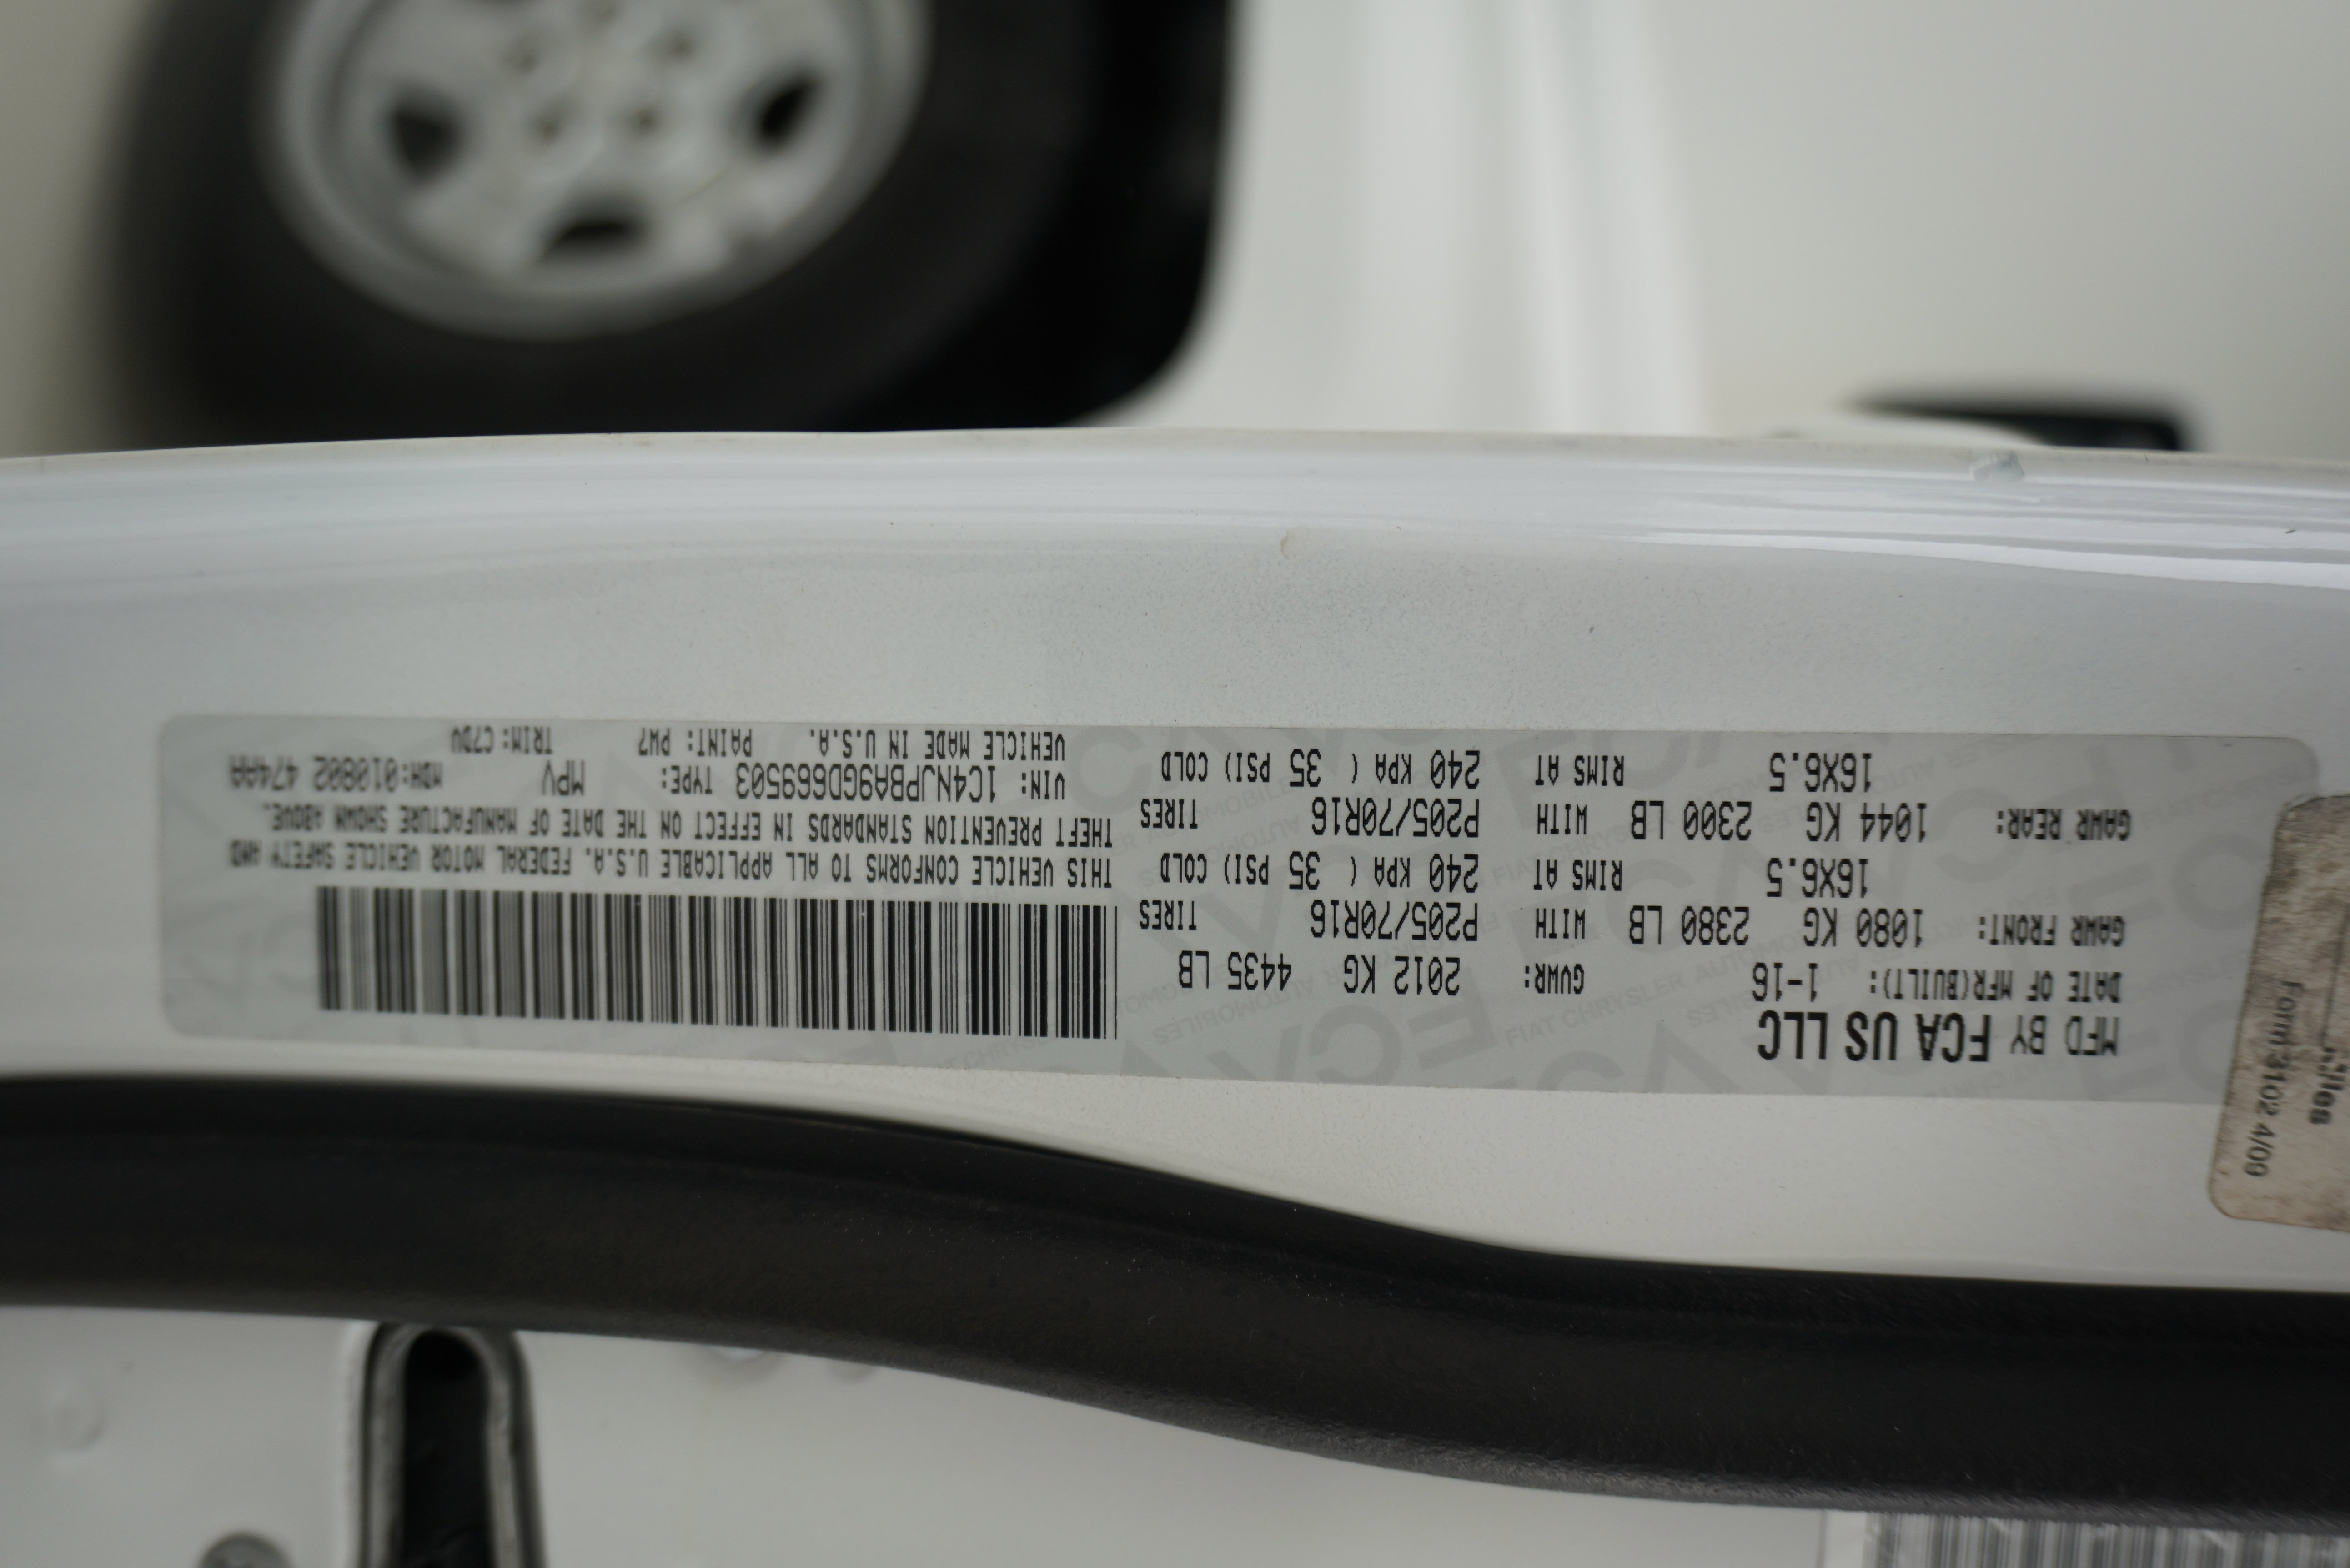 MFD BY FCA US LLC
DATE OF MFR(BUILT): 1-16 GVWR: 2012 KG 4435 LB
GAWR FRONT: 1080 KG 2380 LB WITH P205/70R16 TIRES
16X6.5 RIMS AT 240 KPA ( 35 PSI) COLD
GAWR REAR: 1044 KG 2300 LB WITH P205/70R16 TIRES
16X6.5 RIMS AT 240 KPA ( 35 PSI) COLD
THIS VEHICLE CONFORMS TO ALL APPLICABLE U.S.A. FEDERAL MOTOR VEHICLE SAFETY AND
THEFT PREVENTION STANDARDS IN EFFECT ON THE DATE OF MANUFACTURE SHOWN ABOVE.
VIN: 1C4NJPBA9GD669503 TYPE: MPV MDH:010802 474AA
VEHICLE MADE IN U.S.A. PAINT: PW7 TRIM: C7DV
Form 3102 4/09